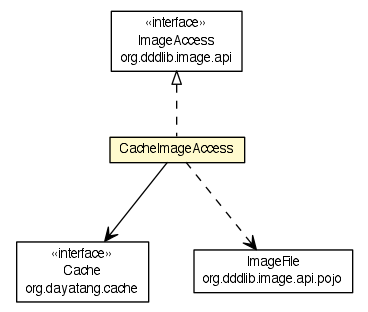 «interface»
ImageAccess
org.dddlib.image.api
CacheImageAccess
«interface»
Cache
org.dayatang.cache
ImageFile
org.dddlib.image.api.pojo